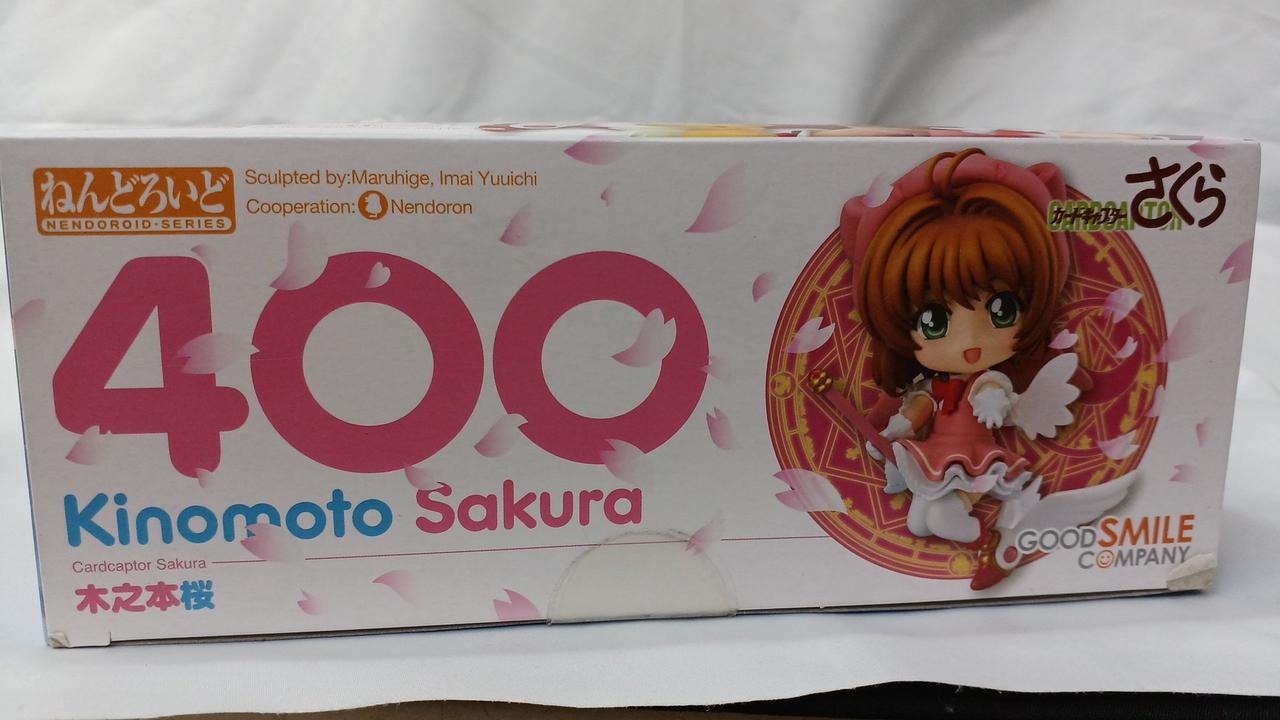 ねんどろいど
NENDOROID・SERIES
Sculpted by:Maruhige, Imai Yuuichi
Cooperation: Nendoron
カードキャプター さくら
CARDCAPTOR
400
Kinomoto Sakura
Cardcaptor Sakura
木之本桜
GOOD SMILE
COMPANY